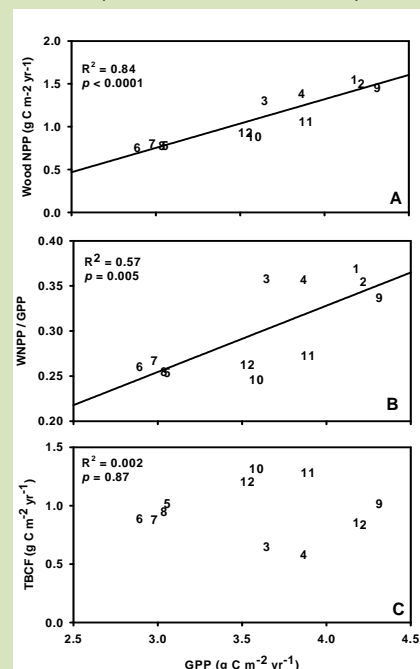 2.0
R2 = 0.84
p < 0.0001
1.5
1.0
0.5
0.0
Wood NPP (g C m-2 yr-1)
6 7 8 5 12 10 3 4 11 1 2 9
A
0.40
R2 = 0.57
p = 0.005
0.35
0.30
0.25
0.20
WNPP / GPP
6 7 8 5 12 10 3 4 11 1 2 9
B
1.5
R2 = 0.002
p = 0.87
1.0
0.5
0.0
TBCF (g C m-2 yr-1)
6 7 8 5 12 10 3 4 11 1 2 9
C
2.5 3.0 3.5 4.0 4.5
GPP (g C m-2 yr-1)